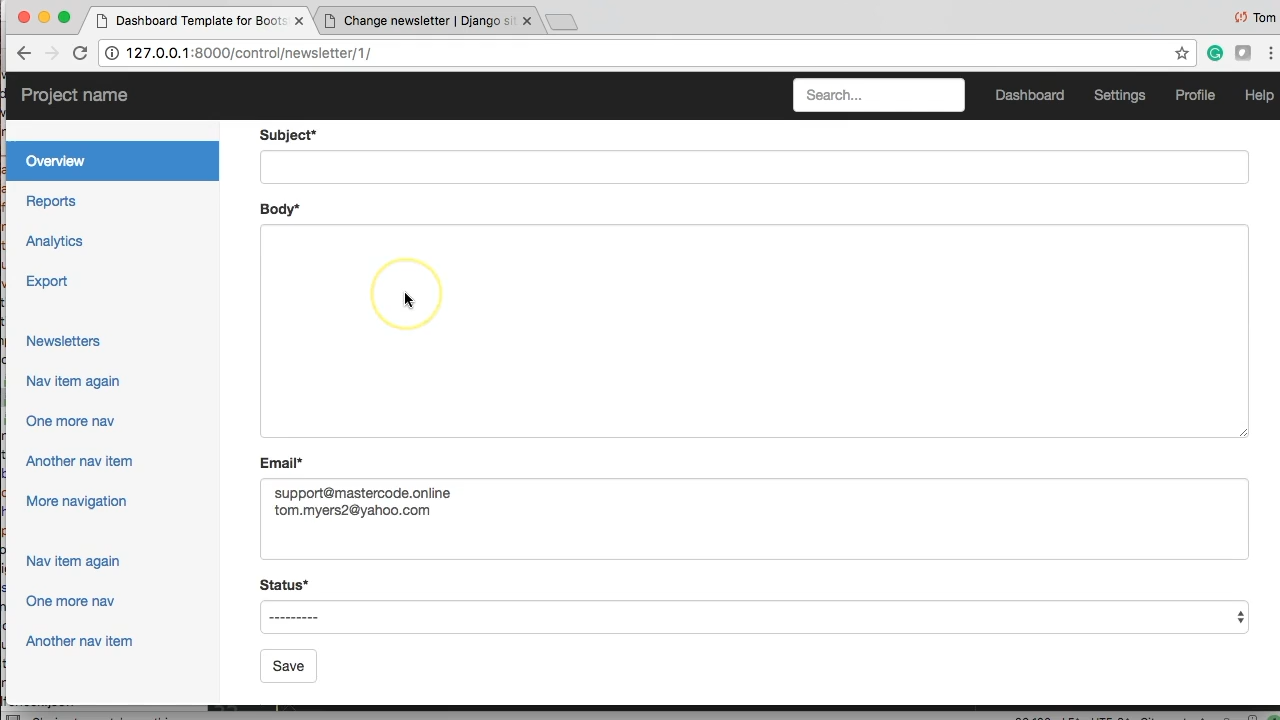 Dashboard Template for Boots
Change newsletter | Django sit
Tom
127.0.0.1:8000/control/newsletter/1/
Project name
Search...
Dashboard
Settings
Profile
Help
Overview
Reports
Analytics
Export
Newsletters
Nav item again
One more nav
Another nav item
More navigation
Nav item again
One more nav
Another nav item
Subject*
Body*
Email*
support@mastercode.online
tom.myers2@yahoo.com
Status*
---------
Save